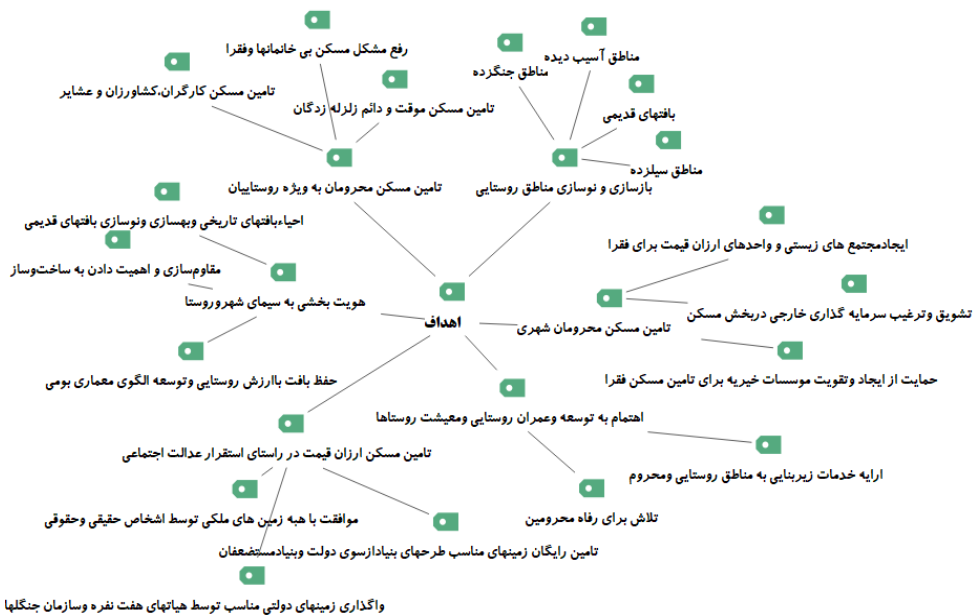 رفع مشکل مسکن بی خانمانها وفقرا
مناطق آسیب دیده
مناطق جنگزده
تامین مسکن کارگران،کشاورزان و عشایر
تامین مسکن موقت و دائم زلزله زدگان
بافتهای قدیمی
مناطق سیلزده
بازسازی و نوسازی مناطق روستایی
تامین مسکن محرومان به ویژه روستاییان
احیاءبافتهای تاریخی وبهسازی ونوسازی بافتهای قدیمی
ایجادمجتمع های زیستی و واحدهای ارزان قیمت برای فقرا
مقاوم‌سازی و اهمیت دادن به ساخت‌وساز
هویت بخشی به سیمای شهروروستا
تشویق وترغیب سرمایه گذاری خارجی دربخش مسکن
اهداف
تامین مسکن محرومان شهری
حمایت از ایجاد وتقویت موسسات خیریه برای تامین مسکن فقرا
حفظ بافت باارزش روستایی وتوسعه الگوی معماری بومی
اهتمام به توسعه وعمران روستایی ومعیشت روستاها
تامین مسکن ارزان قیمت در راستای استقرار عدالت اجتماعی
ارایه خدمات زیربنایی به مناطق روستایی ومحروم
تلاش برای رفاه محرومین
موافقت با هبه زمین های ملکی توسط اشخاص حقیقی وحقوقی
تامین رایگان زمینهای مناسب طرحهای بنیادازسوی دولت وبنیادمستضعفان
واگذاری زمینهای دولتی مناسب توسط هیاتهای هفت نفره وسازمان جنگلها